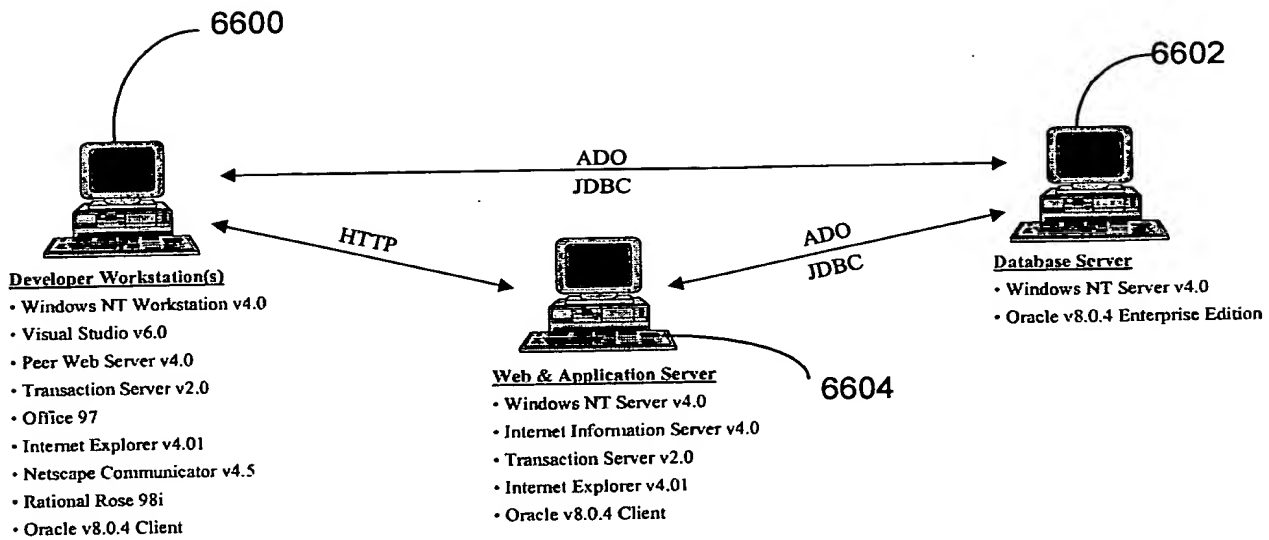 6600
6602
ADO
JDBC
HTTP
ADO
JDBC
Developer Workstation(s)
• Windows NT Workstation v4.0
• Visual Studio v6.0
• Peer Web Server v4.0
• Transaction Server v2.0
• Office 97
• Internet Explorer v4.01
• Netscape Communicator v4.5
• Rational Rose 98i
• Oracle v8.0.4 Client
Web & Application Server
• Windows NT Server v4.0
• Internet Information Server v4.0
• Transaction Server v2.0
• Internet Explorer v4.01
• Oracle v8.0.4 Client
6604
Database Server
• Windows NT Server v4.0
• Oracle v8.0.4 Enterprise Edition